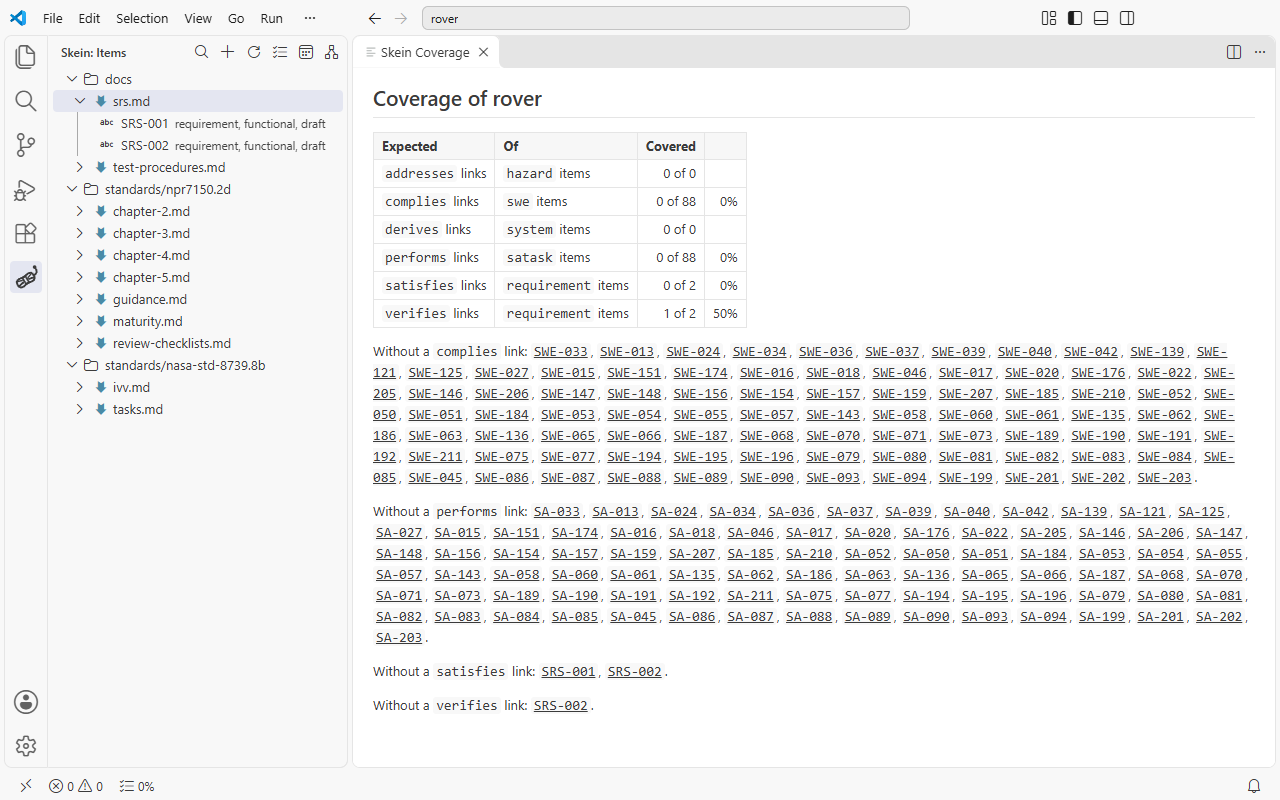 File Edit Selection View Go Run ···
rover
Skein: Items
docs
srs.md
abc SRS-001 requirement, functional, draft
abc SRS-002 requirement, functional, draft
test-procedures.md
standards/npr7150.2d
chapter-2.md
chapter-3.md
chapter-4.md
chapter-5.md
guidance.md
maturity.md
review-checklists.md
standards/nasa-std-8739.8b
ivv.md
tasks.md
Skein Coverage
Coverage of rover
Expected Of Covered
addresses links hazard items 0 of 0
complies links swe items 0 of 88 0%
derives links system items 0 of 0
performs links satask items 0 of 88 0%
satisfies links requirement items 0 of 2 0%
verifies links requirement items 1 of 2 50%
Without a complies link: SWE-033, SWE-013, SWE-024, SWE-034, SWE-036, SWE-037, SWE-039, SWE-040, SWE-042, SWE-139, SWE-
121, SWE-125, SWE-027, SWE-015, SWE-151, SWE-174, SWE-016, SWE-018, SWE-046, SWE-017, SWE-020, SWE-176, SWE-022, SWE-
205, SWE-146, SWE-206, SWE-147, SWE-148, SWE-156, SWE-154, SWE-157, SWE-159, SWE-207, SWE-185, SWE-210, SWE-052, SWE-
050, SWE-051, SWE-184, SWE-053, SWE-054, SWE-055, SWE-057, SWE-143, SWE-058, SWE-060, SWE-061, SWE-135, SWE-062, SWE-
186, SWE-063, SWE-136, SWE-065, SWE-066, SWE-187, SWE-068, SWE-070, SWE-071, SWE-073, SWE-189, SWE-190, SWE-191, SWE-
192, SWE-211, SWE-075, SWE-077, SWE-194, SWE-195, SWE-196, SWE-079, SWE-080, SWE-081, SWE-082, SWE-083, SWE-084, SWE-
085, SWE-045, SWE-086, SWE-087, SWE-088, SWE-089, SWE-090, SWE-093, SWE-094, SWE-199, SWE-201, SWE-202, SWE-203.
Without a performs link: SA-033, SA-013, SA-024, SA-034, SA-036, SA-037, SA-039, SA-040, SA-042, SA-139, SA-121, SA-125,
SA-027, SA-015, SA-151, SA-174, SA-016, SA-018, SA-046, SA-017, SA-020, SA-176, SA-022, SA-205, SA-146, SA-206, SA-147,
SA-148, SA-156, SA-154, SA-157, SA-159, SA-207, SA-185, SA-210, SA-052, SA-050, SA-051, SA-184, SA-053, SA-054, SA-055,
SA-057, SA-143, SA-058, SA-060, SA-061, SA-135, SA-062, SA-186, SA-063, SA-136, SA-065, SA-066, SA-187, SA-068, SA-070,
SA-071, SA-073, SA-189, SA-190, SA-191, SA-192, SA-211, SA-075, SA-077, SA-194, SA-195, SA-196, SA-079, SA-080, SA-081,
SA-082, SA-083, SA-084, SA-085, SA-045, SA-086, SA-087, SA-088, SA-089, SA-090, SA-093, SA-094, SA-199, SA-201, SA-202,
SA-203.
Without a satisfies link: SRS-001, SRS-002.
Without a verifies link: SRS-002.
0 0 0%